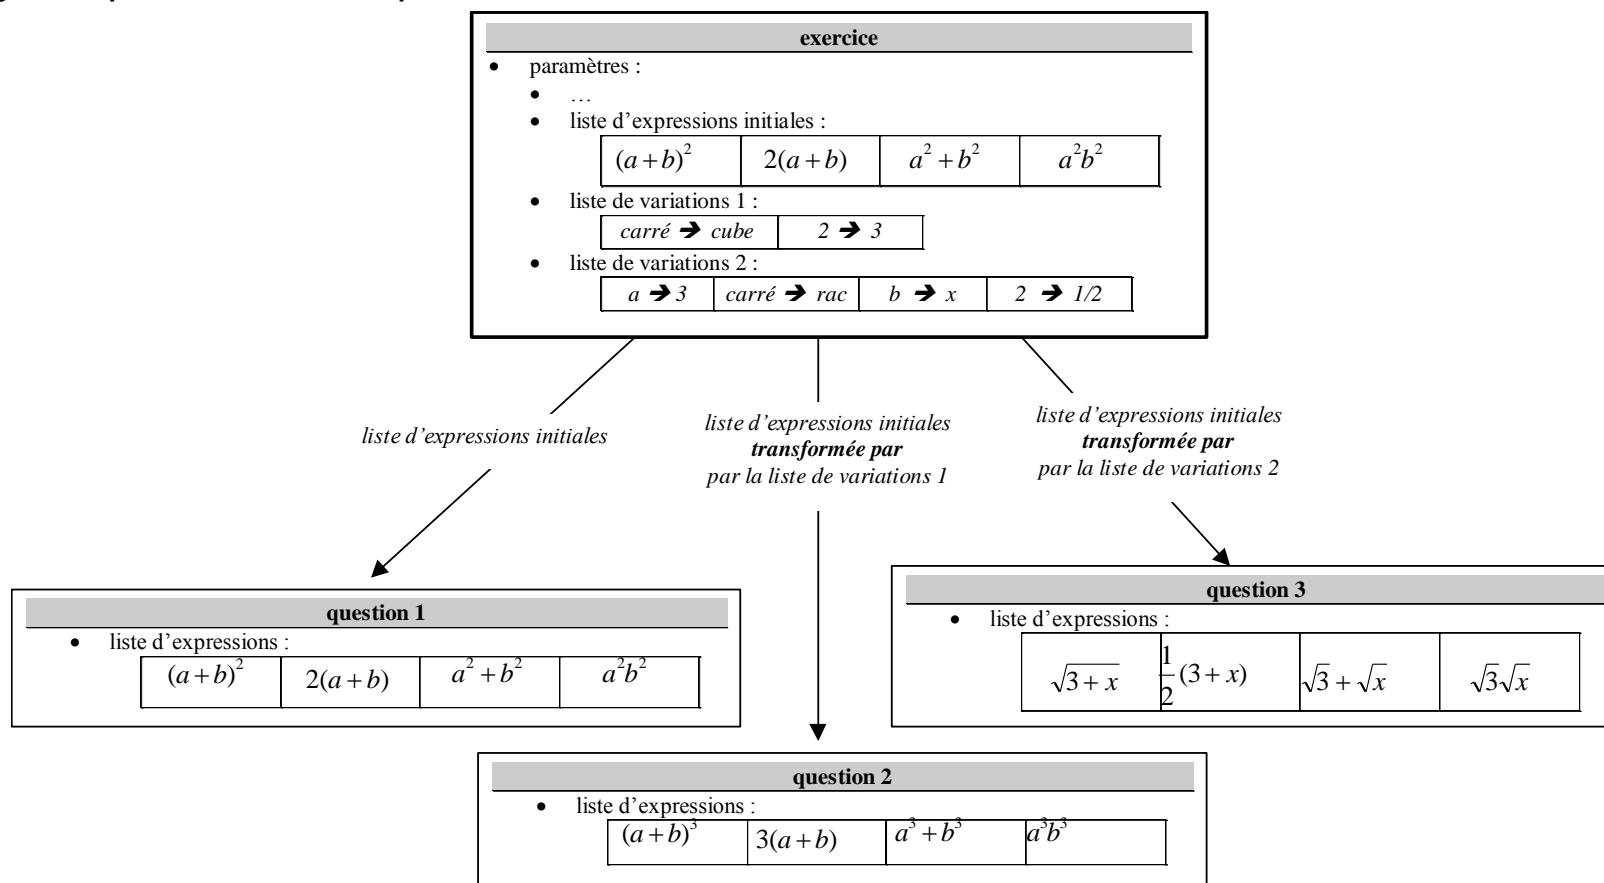 exercice
• paramètres :
• …
• liste d’expressions initiales :
(a+b)² 2(a+b) a²+b² a²b²
• liste de variations 1 :
carré ➔ cube 2 ➔ 3
• liste de variations 2 :
a ➔ 3 carré ➔ rac b ➔ x 2 ➔ 1/2
liste d’expressions initiales
liste d’expressions initiales
transformée par
par la liste de variations 1
liste d’expressions initiales
transformée par
par la liste de variations 2
question 1
• liste d’expressions :
(a+b)² 2(a+b) a²+b² a²b²
question 3
• liste d’expressions :
√(3+x) 1/2(3+x) √3+√x √3√x
question 2
• liste d’expressions :
(a+b)³ 3(a+b) a³+b³ a³b³